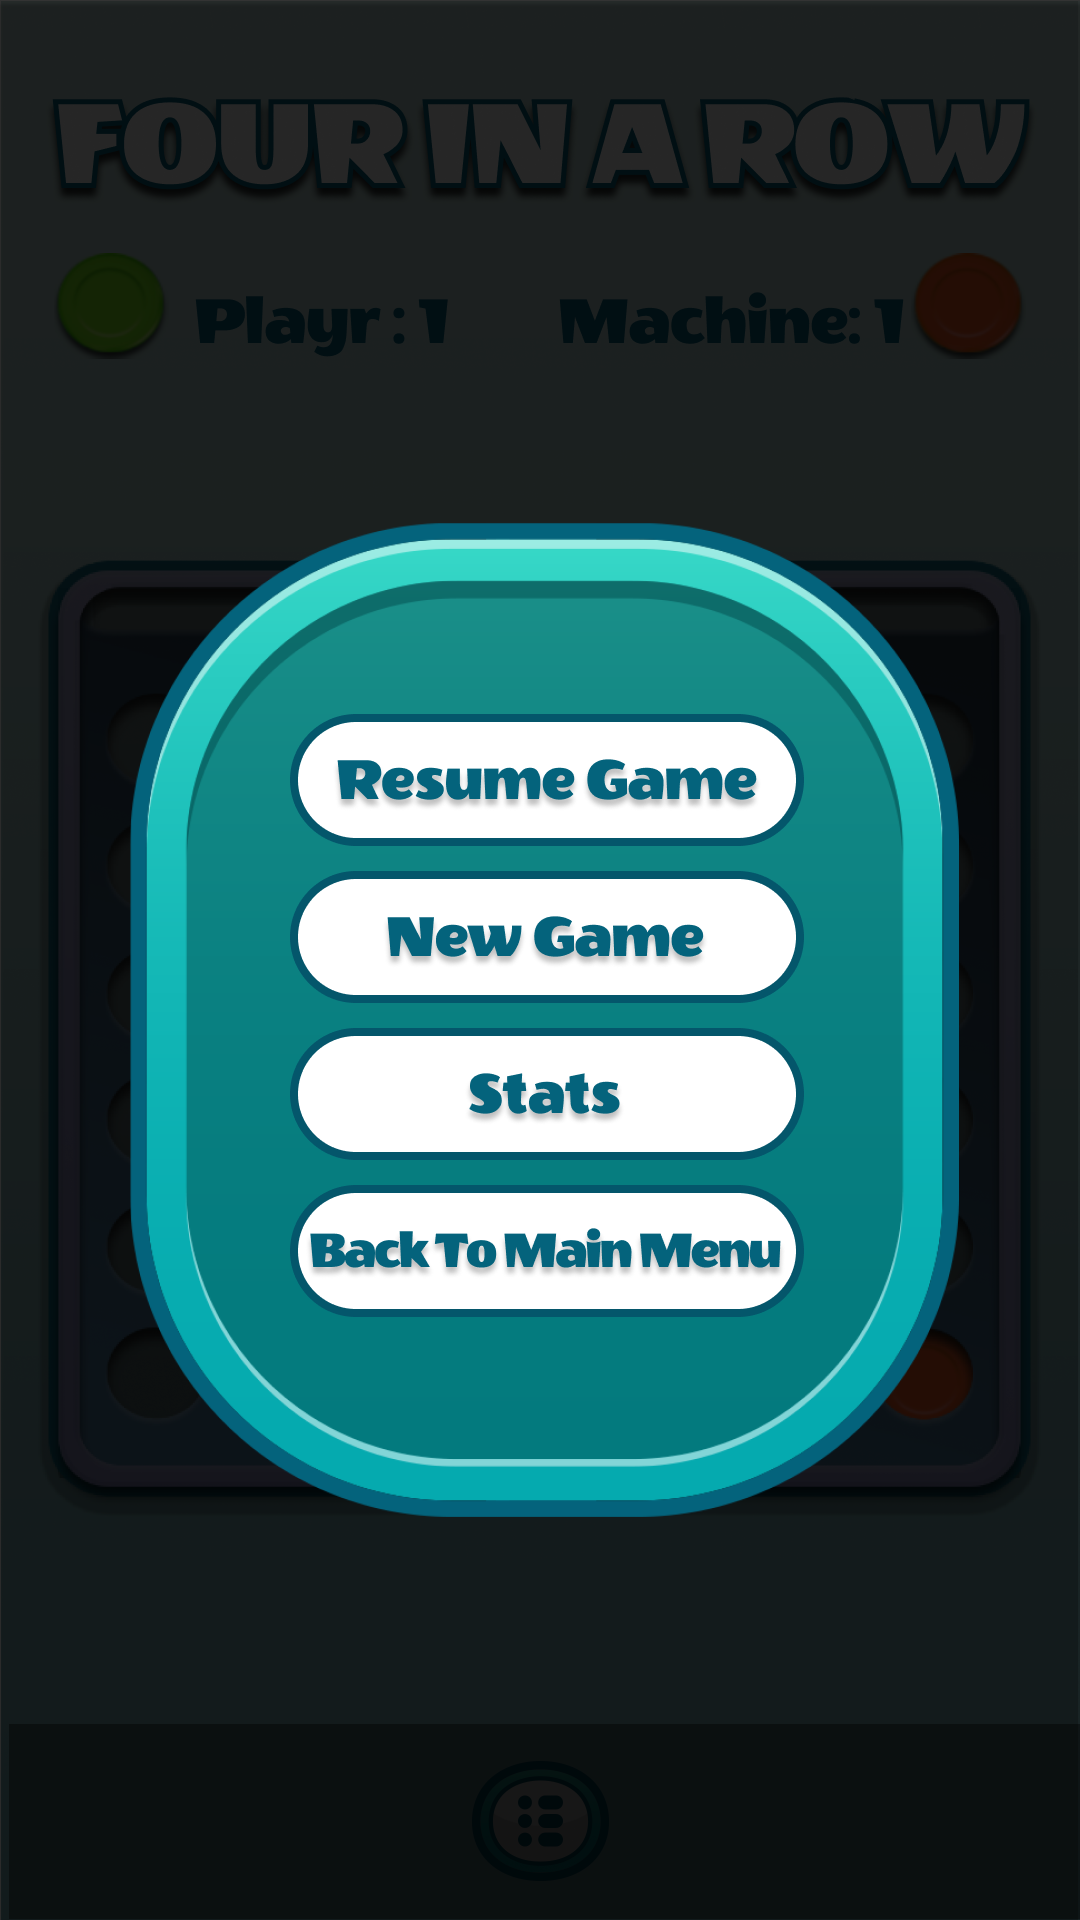 FOUR IN A ROW
Playr : 1
Machine: 1
Resume Game
New Game
Stats
Back To Main Menu